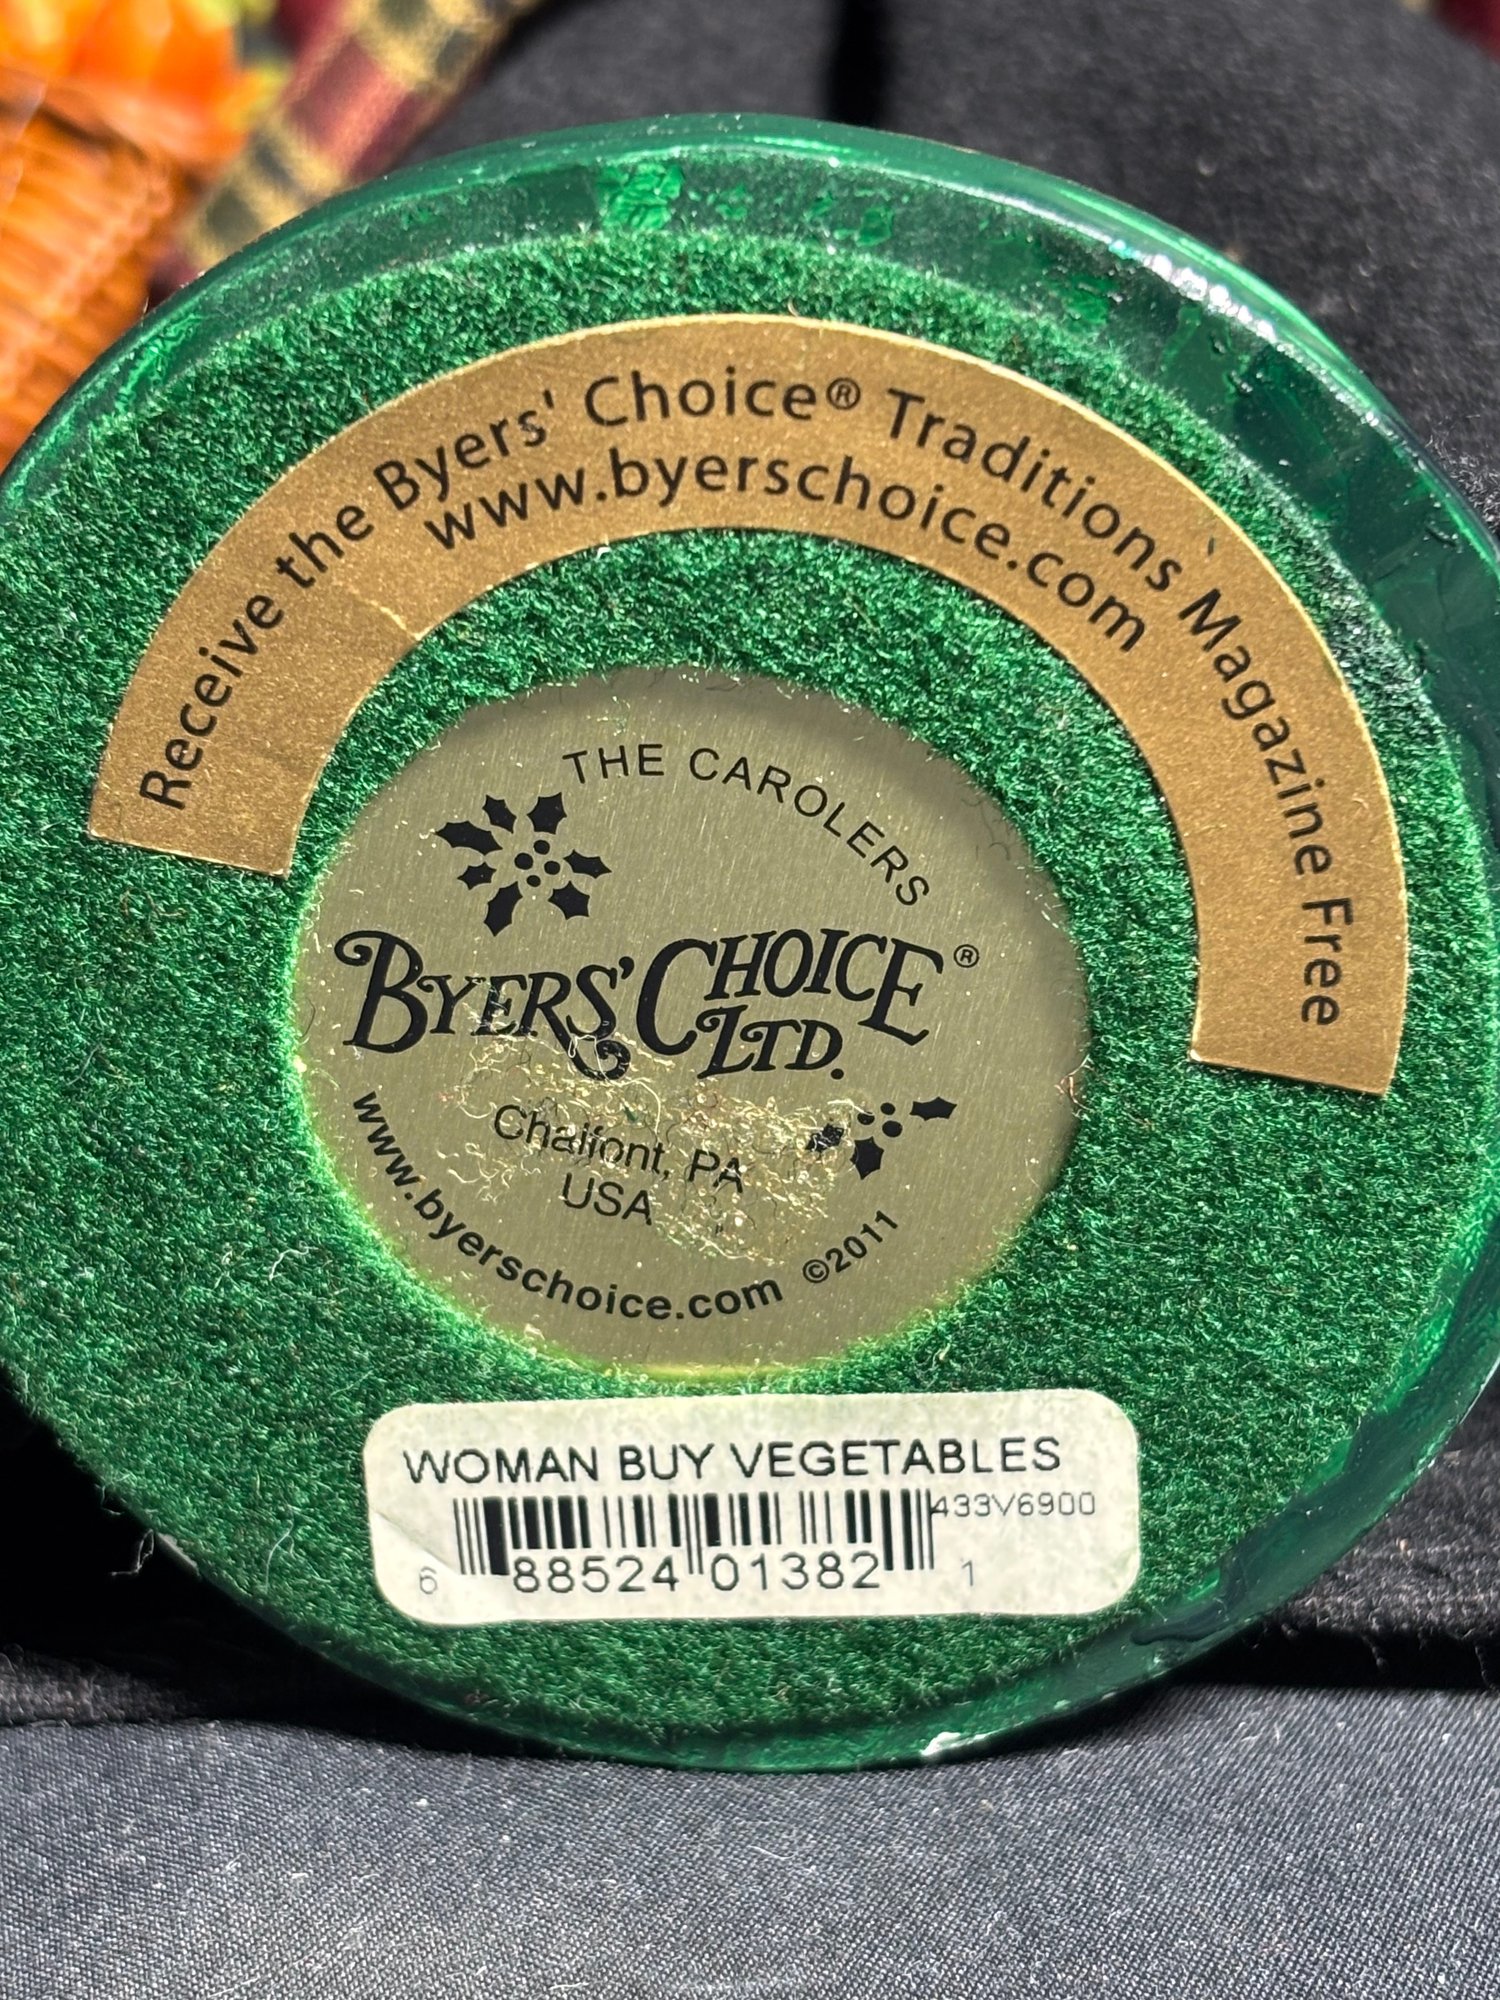 Receive the Byers' Choice® Traditions Magazine Free
www.byerschoice.com
THE CAROLERS
BYERS' CHOICE®
LTD.
Chalfont, PA
USA
www.byerschoice.com ©2011
WOMAN BUY VEGETABLES
433V6900
6 88524 01382 1